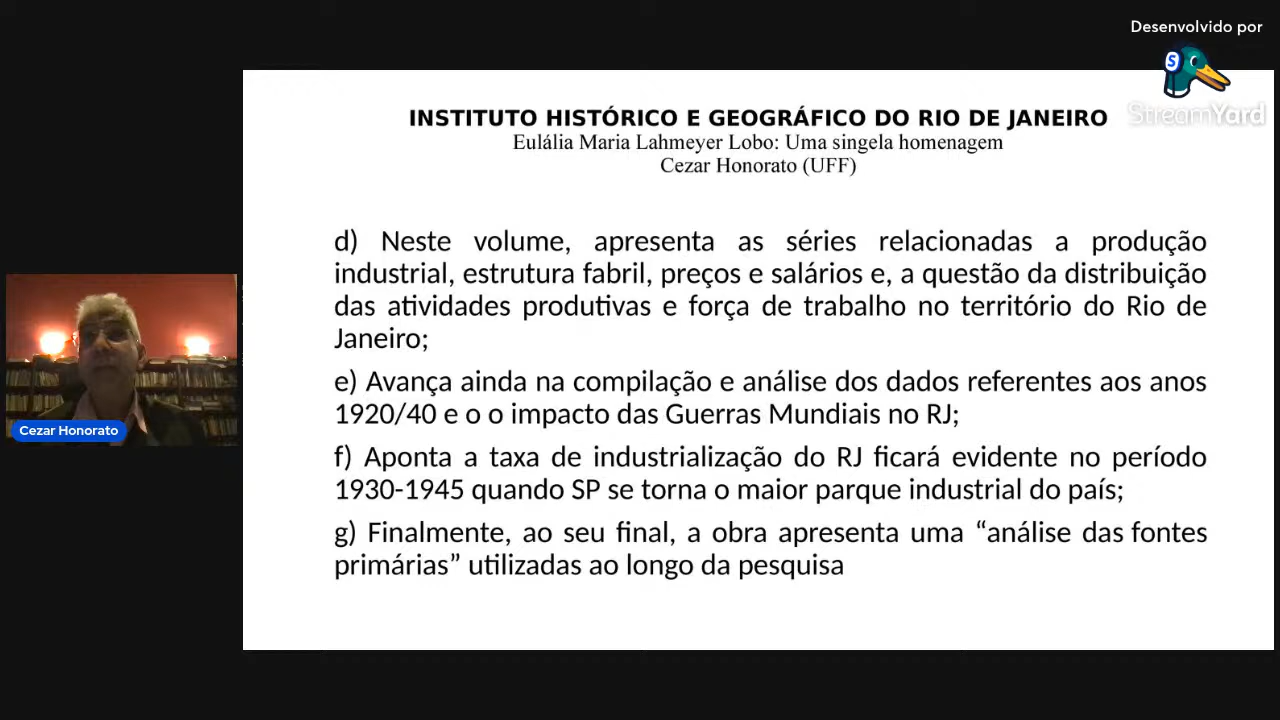 Desenvolvido por
S
StreamYard
INSTITUTO HISTÓRICO E GEOGRÁFICO DO RIO DE JANEIRO
Eulália Maria Lahmeyer Lobo: Uma singela homenagem
Cezar Honorato (UFF)
d) Neste volume, apresenta as séries relacionadas a produção
industrial, estrutura fabril, preços e salários e, a questão da distribuição
das atividades produtivas e força de trabalho no território do Rio de
Janeiro;
e) Avança ainda na compilação e análise dos dados referentes aos anos
1920/40 e o o impacto das Guerras Mundiais no RJ;
f) Aponta a taxa de industrialização do RJ ficará evidente no período
1930-1945 quando SP se torna o maior parque industrial do país;
g) Finalmente, ao seu final, a obra apresenta uma “análise das fontes
primárias” utilizadas ao longo da pesquisa
Cezar Honorato